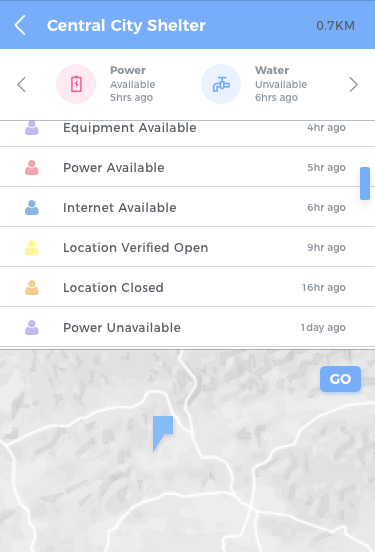 Central City Shelter 0.7KM
Power
Available
5hrs ago
Water
Unvailable
6hrs ago
Equipment Available 4hr ago
Power Available 5hr ago
Internet Available 6hr ago
Location Verified Open 9hr ago
Location Closed 16hr ago
Power Unavailable 1day ago
GO